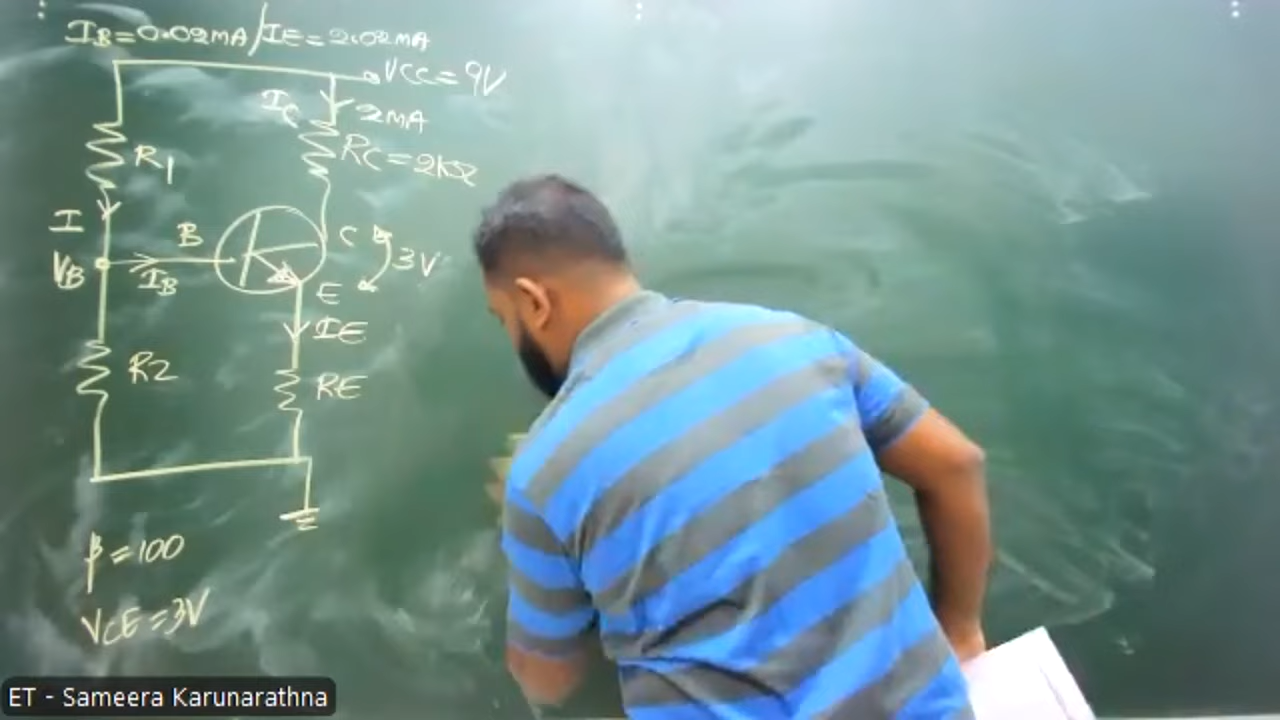 IB=0.02mA/IE=2.02mA
VCC=9V
IC
2mA
R1
RC=2kΩ
I
B
C
VB
IB
3V
E
IE
R2
RE
β=100
VCE=3V
ET - Sameera Karunarathna